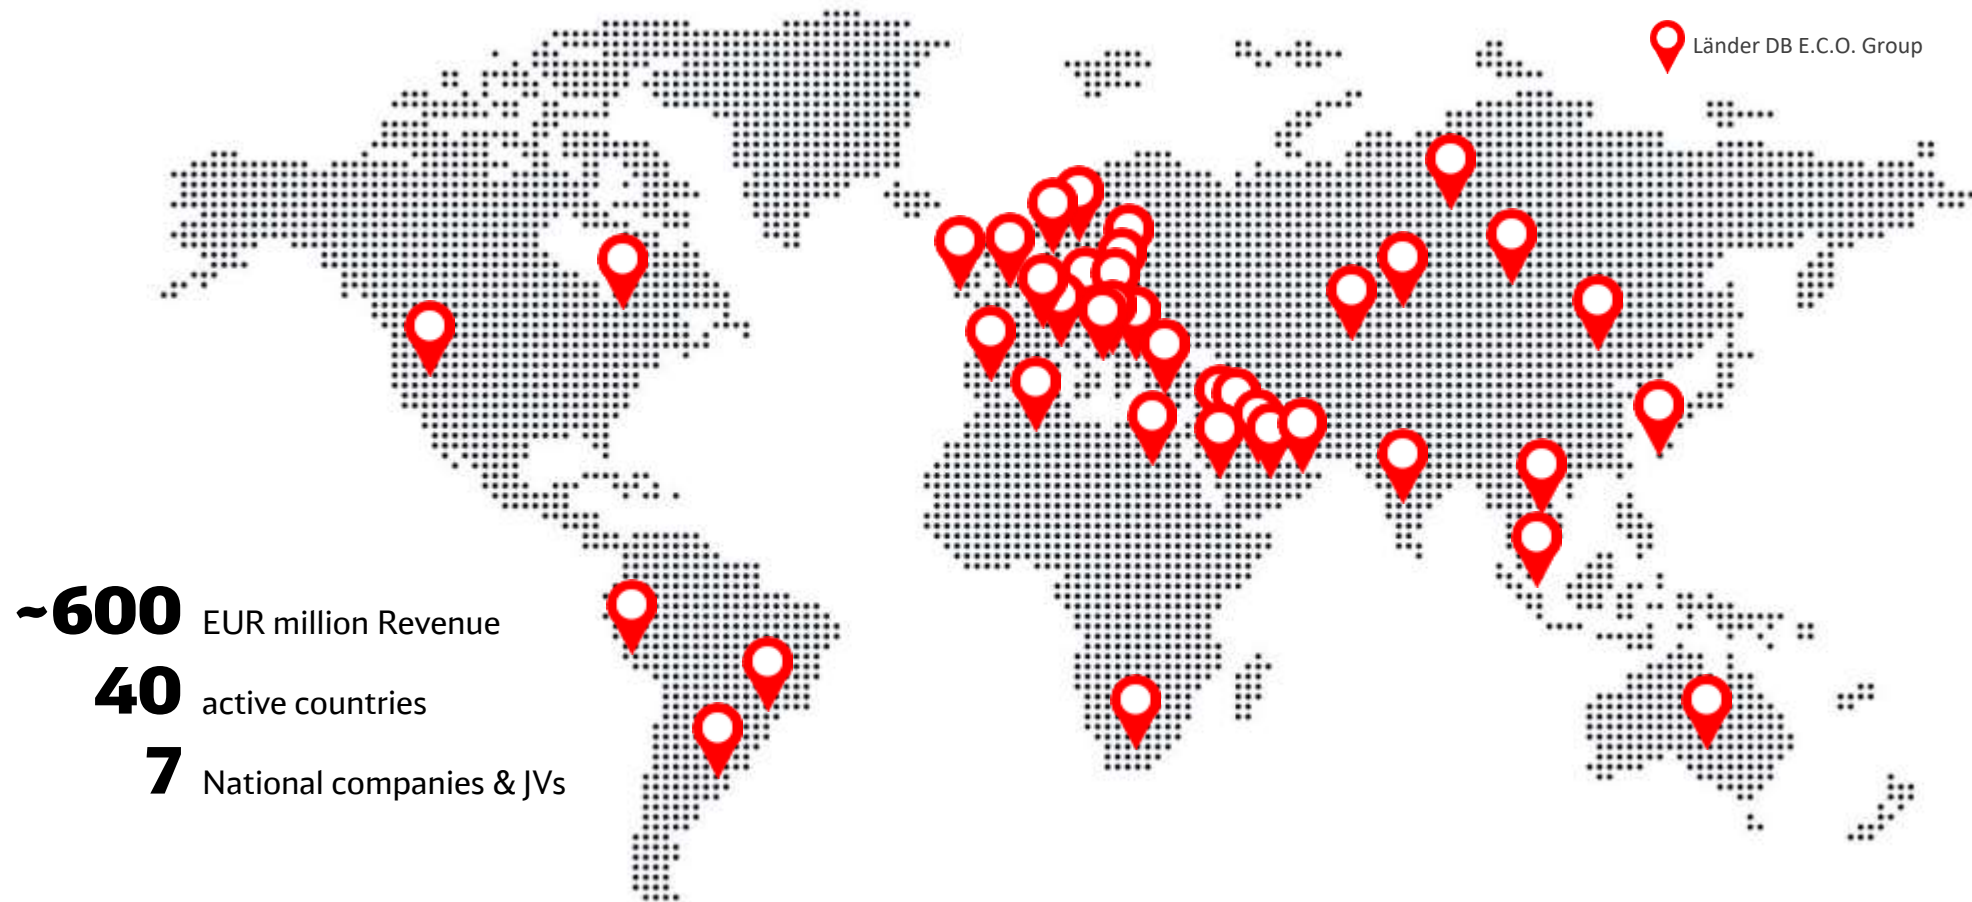 Länder DB E.C.O. Group
~600 EUR million Revenue
40 active countries
7 National companies & JVs